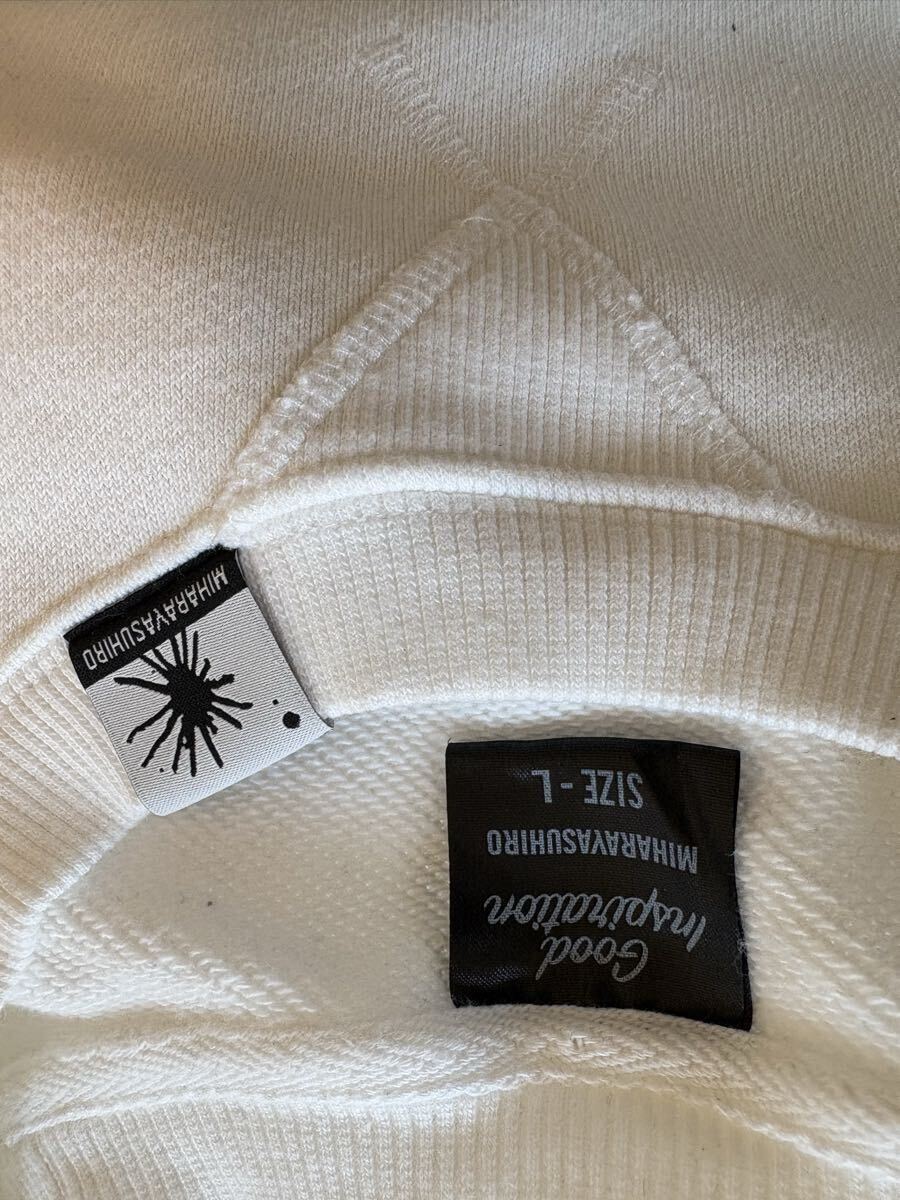 MIHARAYASUHIRO
Good
Inspiration
MIHARAYASUHIRO
SIZE - L